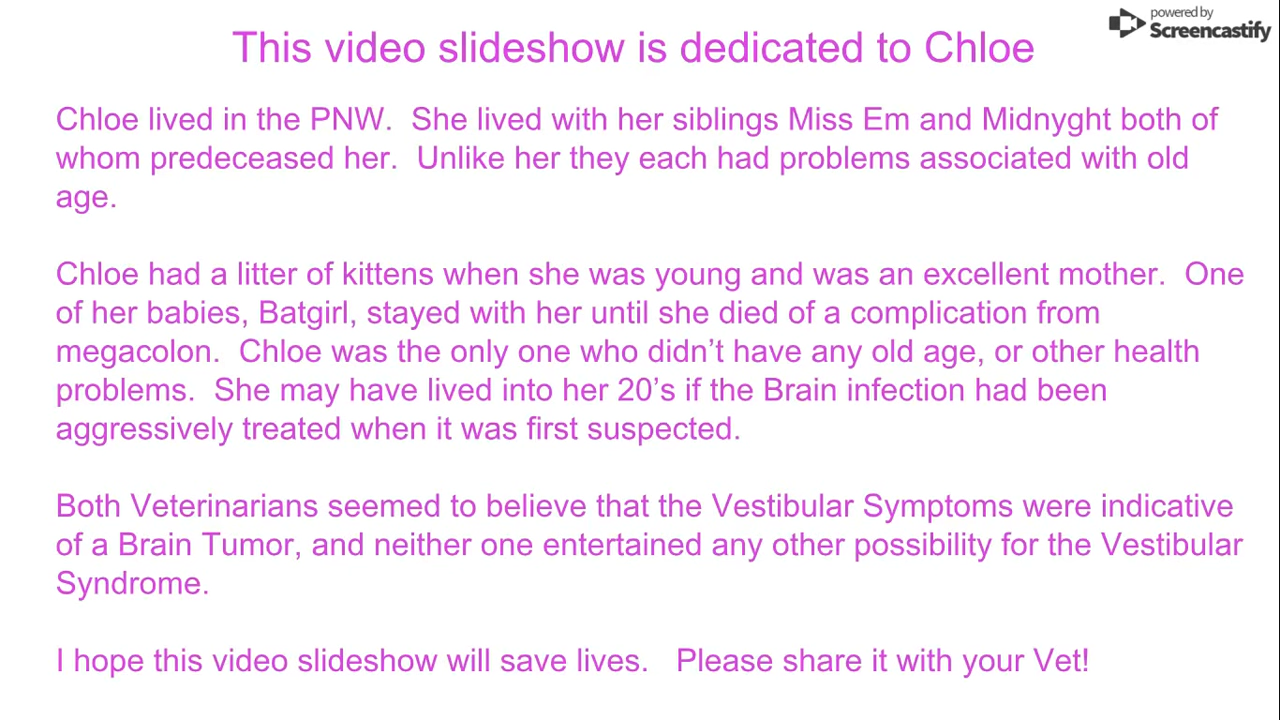 powered by
Screencastify
This video slideshow is dedicated to Chloe
Chloe lived in the PNW.  She lived with her siblings Miss Em and Midnyght both of
whom predeceased her.  Unlike her they each had problems associated with old
age.
Chloe had a litter of kittens when she was young and was an excellent mother.  One
of her babies, Batgirl, stayed with her until she died of a complication from
megacolon.  Chloe was the only one who didn’t have any old age, or other health
problems.  She may have lived into her 20’s if the Brain infection had been
aggressively treated when it was first suspected.
Both Veterinarians seemed to believe that the Vestibular Symptoms were indicative
of a Brain Tumor, and neither one entertained any other possibility for the Vestibular
Syndrome.
I hope this video slideshow will save lives.   Please share it with your Vet!